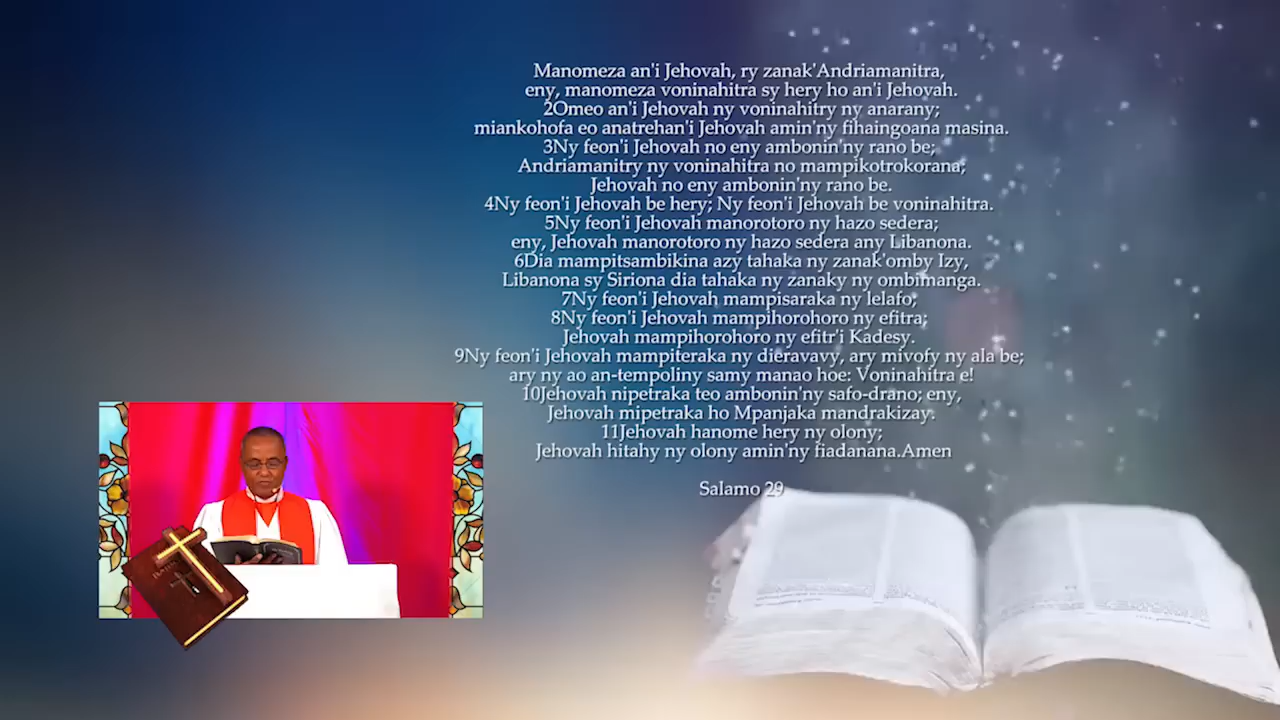 Manomeza an'i Jehovah, ry zanak'Andriamanitra,
eny, manomeza voninahitra sy hery ho an'i Jehovah.
2Omeo an'i Jehovah ny voninahitry ny anarany;
miankohofa eo anatrehan'i Jehovah amin'ny fihaingoana masina.
3Ny feon'i Jehovah no eny ambonin'ny rano be;
Andriamanitry ny voninahitra no mampikotrokorana;
Jehovah no eny ambonin'ny rano be.
4Ny feon'i Jehovah be hery; Ny feon'i Jehovah be voninahitra.
5Ny feon'i Jehovah manorotoro ny hazo sedera;
eny, Jehovah manorotoro ny hazo sedera any Libanona.
6Dia mampitsambikina azy tahaka ny zanak'omby Izy,
Libanona sy Siriona dia tahaka ny zanaky ny ombimanga.
7Ny feon'i Jehovah mampisaraka ny lelafo;
8Ny feon'i Jehovah mampihorohoro ny efitra;
Jehovah mampihorohoro ny efitr'i Kadesy.
9Ny feon'i Jehovah mampiteraka ny dieravavy, ary mivofy ny ala be;
ary ny ao an-tempoliny samy manao hoe: Voninahitra e!
10Jehovah nipetraka teo ambonin'ny safo-drano; eny,
Jehovah mipetraka ho Mpanjaka mandrakizay.
11Jehovah hanome hery ny olony;
Jehovah hitahy ny olony amin'ny fiadanana.Amen
Salamo 29